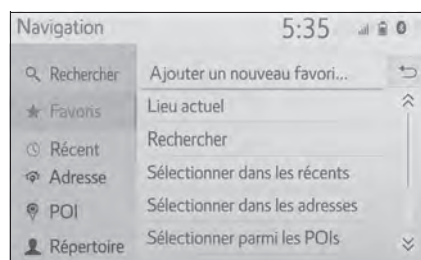 Navigation 5:35
Rechercher
Favoris
Récent
Adresse
POI
Répertoire
Ajouter un nouveau favori...
Lieu actuel
Rechercher
Sélectionner dans les récents
Sélectionner dans les adresses
Sélectionner parmi les POIs